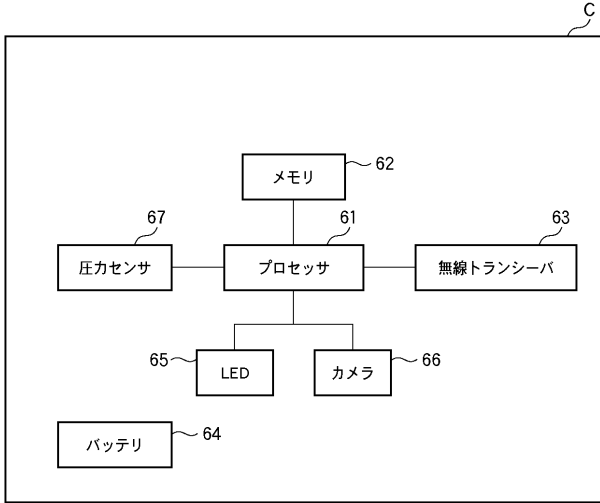 C
メモリ
62
67
61
63
圧力センサ
プロセッサ
無線トランシーバ
65
LED
カメラ
66
バッテリ
64